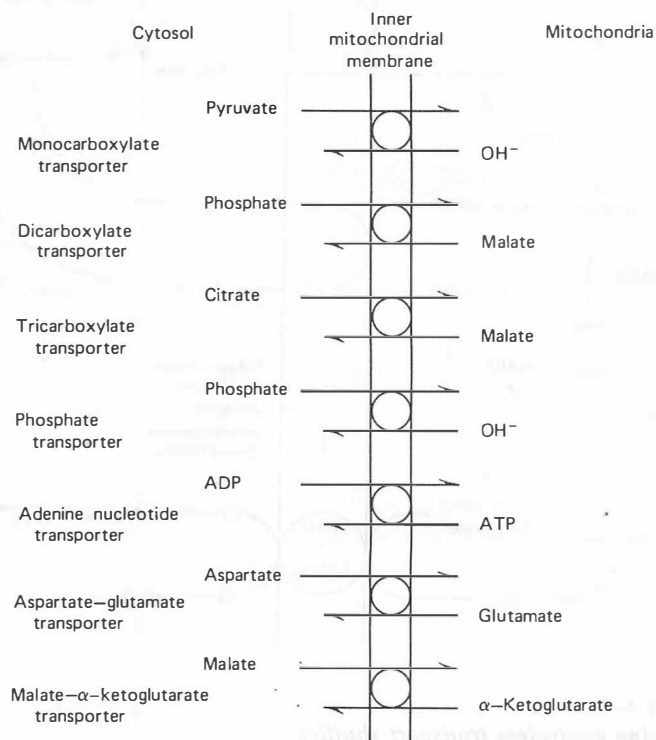 Cytosol
Inner
mitochondrial
membrane
Mitochondria
Pyruvate
Monocarboxylate
transporter
OH⁻
Phosphate
Dicarboxylate
transporter
Malate
Citrate
Tricarboxylate
transporter
Malate
Phosphate
Phosphate
transporter
OH⁻
ADP
Adenine nucleotide
transporter
ATP
Aspartate
Aspartate–glutamate
transporter
Glutamate
Malate
Malate–α–ketoglutarate
transporter
α–Ketoglutarate